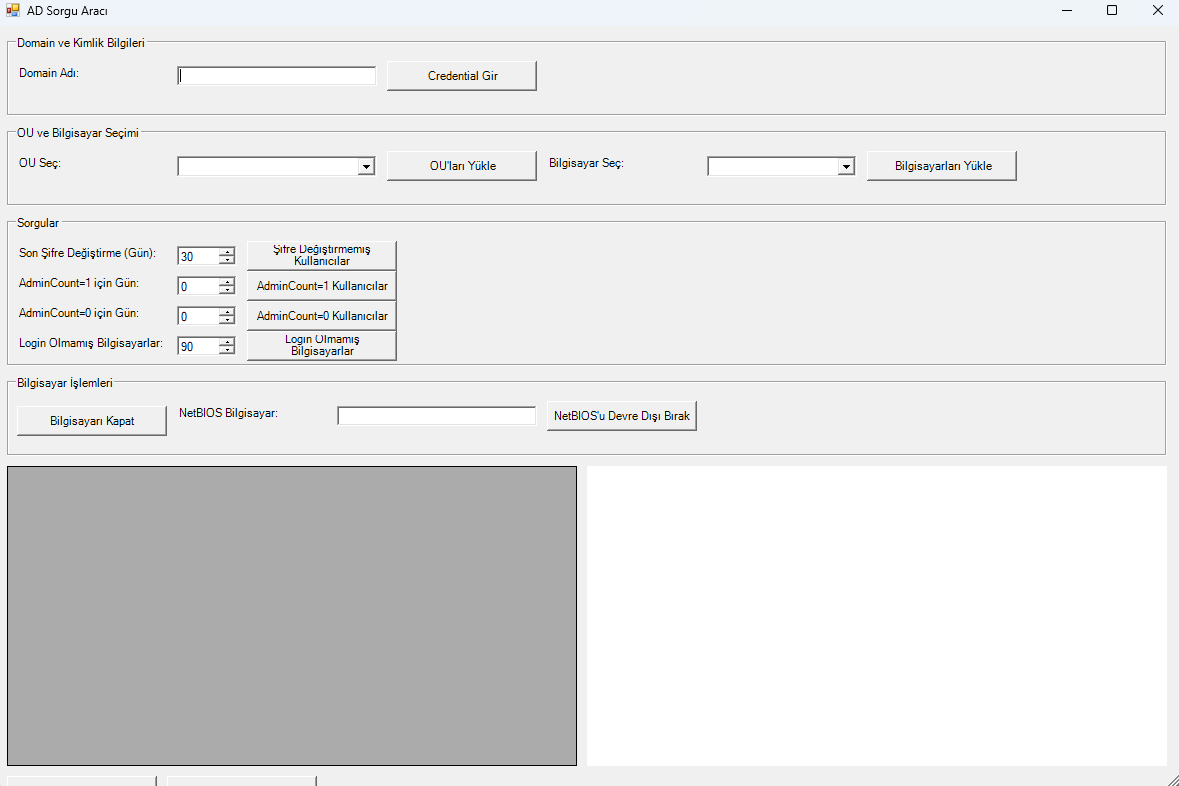 AD Sorgu Aracı
Domain ve Kimlik Bilgileri
Domain Adı:
Credential Gir
OU ve Bilgisayar Seçimi
OU Seç:
OU'ları Yükle
Bilgisayar Seç:
Bilgisayarları Yükle
Sorgular
Son Şifre Değiştirme (Gün):
30
Şifre Değiştirmemiş
Kullanıcılar
AdminCount=1 için Gün:
0
AdminCount=1 Kullanıcılar
AdminCount=0 için Gün:
0
AdminCount=0 Kullanıcılar
Login Olmamış Bilgisayarlar:
90
Login Olmamış
Bilgisayarlar
Bilgisayar İşlemleri
Bilgisayarı Kapat
NetBIOS Bilgisayar:
NetBIOS'u Devre Dışı Bırak